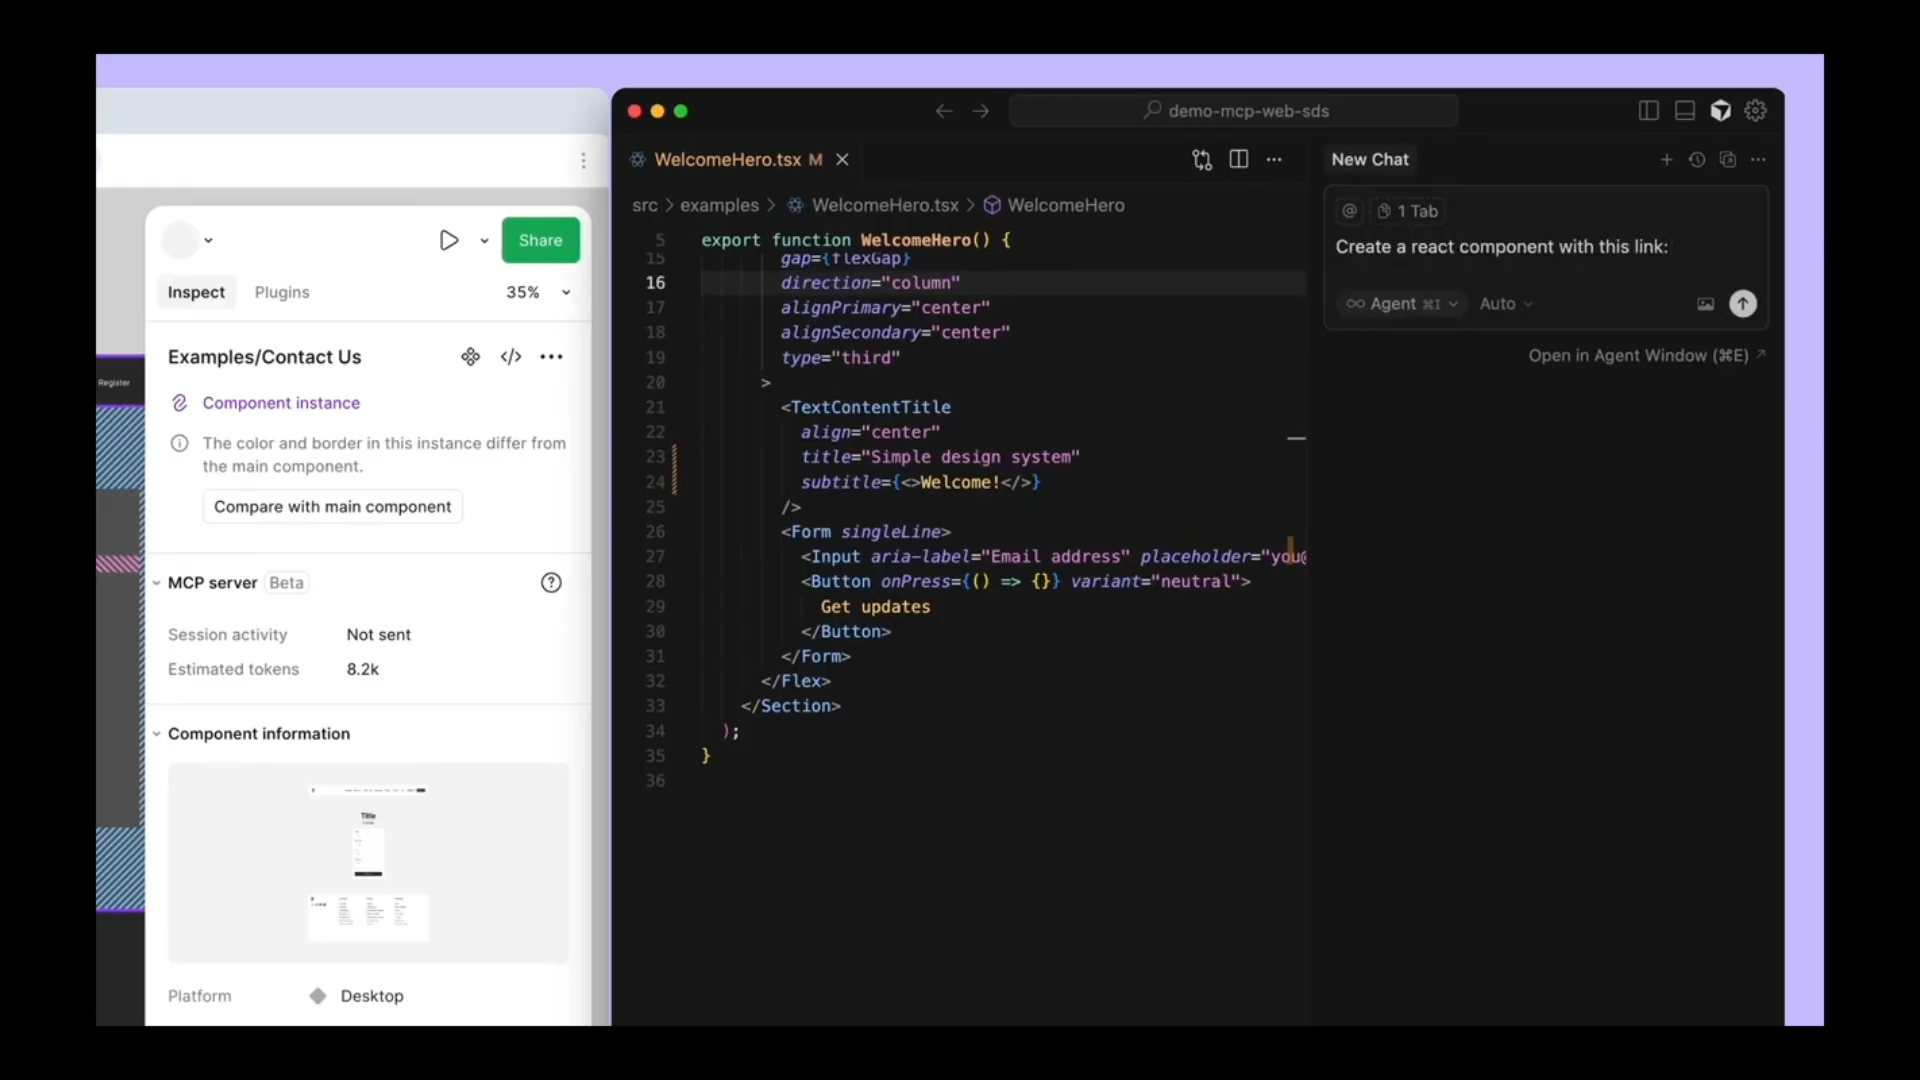 Register
Share
Inspect
Plugins
35%
Examples/Contact Us
Component instance
The color and border in this instance differ from
the main component.
Compare with main component
MCP server Beta
Session activity Not sent
Estimated tokens 8.2k
Component information
Title
Platform Desktop
demo-mcp-web-sds
WelcomeHero.tsx M
src > examples > WelcomeHero.tsx > WelcomeHero
5 export function WelcomeHero() {
15 gap={flexGap}
16 direction="column"
17 alignPrimary="center"
18 alignSecondary="center"
19 type="third"
20 >
21 <TextContentTitle
22 align="center"
23 title="Simple design system"
24 subtitle={<>Welcome!</>}
25 />
26 <Form singleLine>
27 <Input aria-label="Email address" placeholder="you@
28 <Button onPress={() => {}} variant="neutral">
29 Get updates
30 </Button>
31 </Form>
32 </Flex>
33 </Section>
34 );
35 }
36
New Chat
@ 1 Tab
Create a react component with this link:
Agent ⌘I Auto
Open in Agent Window (⌘E)